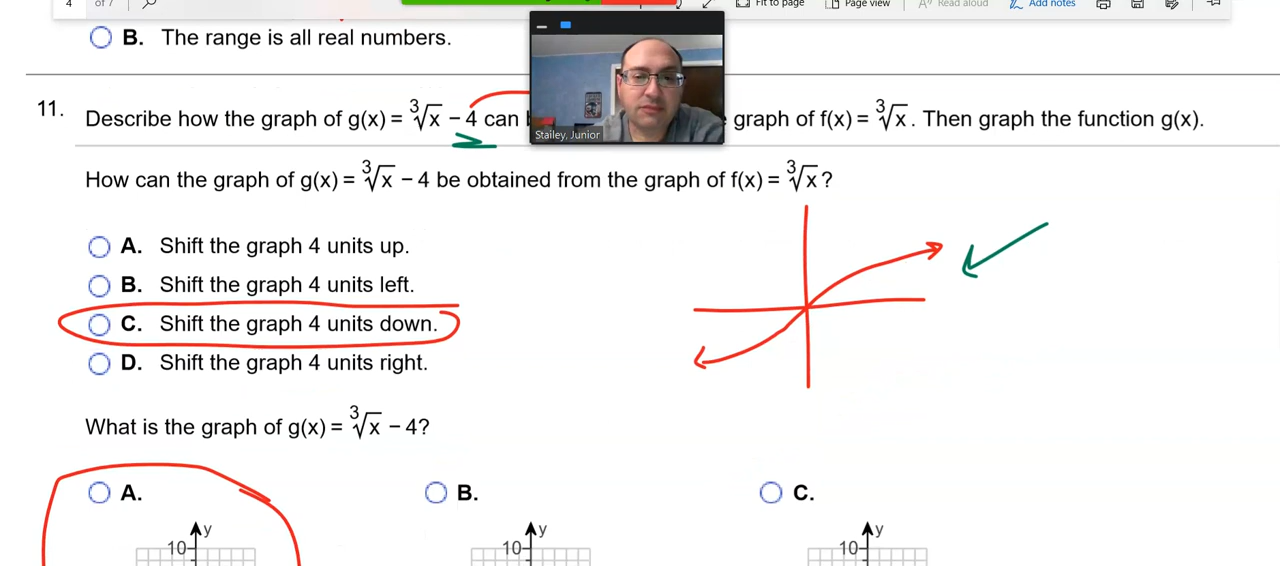 4 of 7 Fit to page Page view Read aloud Add notes
B. The range is all real numbers.
11. Describe how the graph of g(x) = ∛x − 4 can graph of f(x) = ∛x. Then graph the function g(x).
Stailey, Junior
How can the graph of g(x) = ∛x − 4 be obtained from the graph of f(x) = ∛x?
A. Shift the graph 4 units up.
B. Shift the graph 4 units left.
C. Shift the graph 4 units down.
D. Shift the graph 4 units right.
What is the graph of g(x) = ∛x − 4?
A. B. C.
y y y
10 10 10